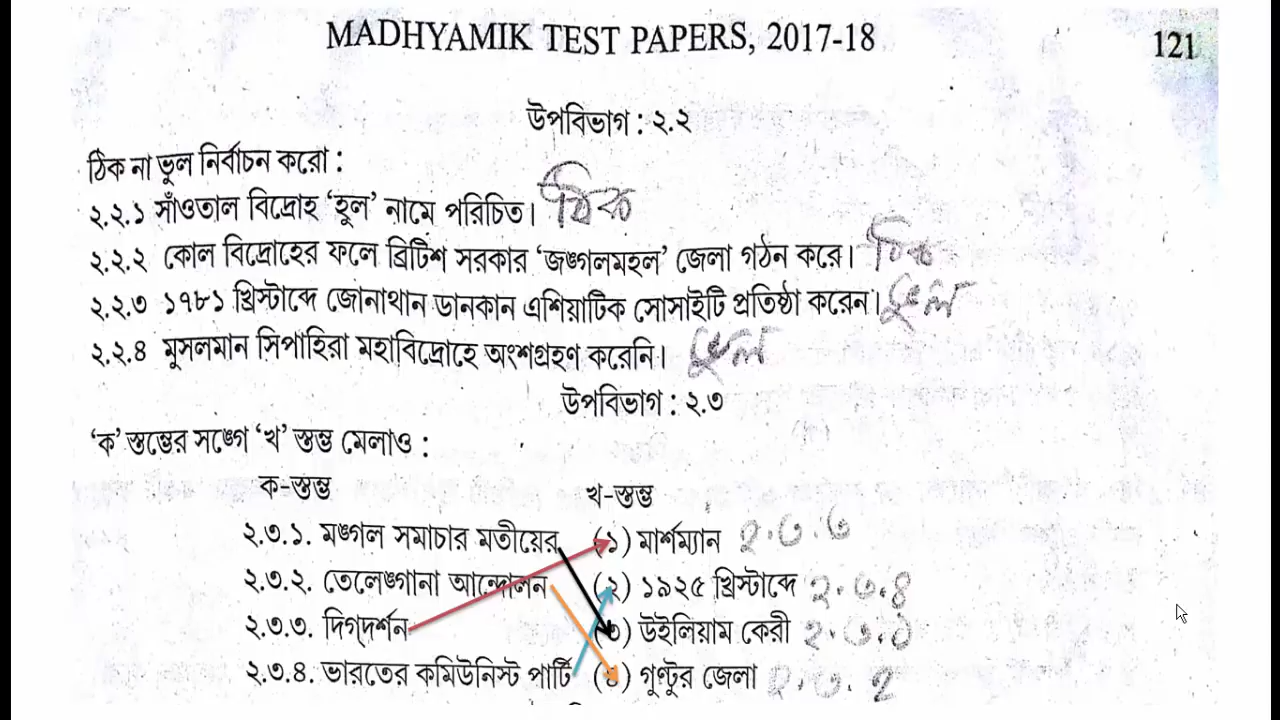 MADHYAMIK TEST PAPERS, 2017-18 121
উপবিভাগ : ২.২
ঠিক না ভুল নির্বাচন করো :
২.২.১ সাঁওতাল বিদ্রোহ ‘হূল’ নামে পরিচিত। ঠিক
২.২.২ কোল বিদ্রোহের ফলে ব্রিটিশ সরকার ‘জঙ্গলমহল’ জেলা গঠন করে। ঠিক
২.২.৩ ১৭৮১ খ্রিস্টাব্দে জোনাথান ডানকান এশিয়াটিক সোসাইটি প্রতিষ্ঠা করেন। ভুল
২.২.৪ মুসলমান সিপাহিরা মহাবিদ্রোহে অংশগ্রহণ করেনি। ভুল
উপবিভাগ : ২.৩
‘ক’ স্তম্ভের সঙ্গে ‘খ’ স্তম্ভ মেলাও :
ক-স্তম্ভ খ-স্তম্ভ
২.৩.১. মঙ্গল সমাচার মতীয়ের (১) মার্শম্যান ২.৩.৩
২.৩.২. তেলেঙ্গানা আন্দোলন (২) ১৯২৫ খ্রিস্টাব্দে ২.৩.৪
২.৩.৩. দিগ্‌দর্শন (৩) উইলিয়াম কেরী ২.৩.১
২.৩.৪. ভারতের কমিউনিস্ট পার্টি (৪) গুণ্টুর জেলা ২.৩.২